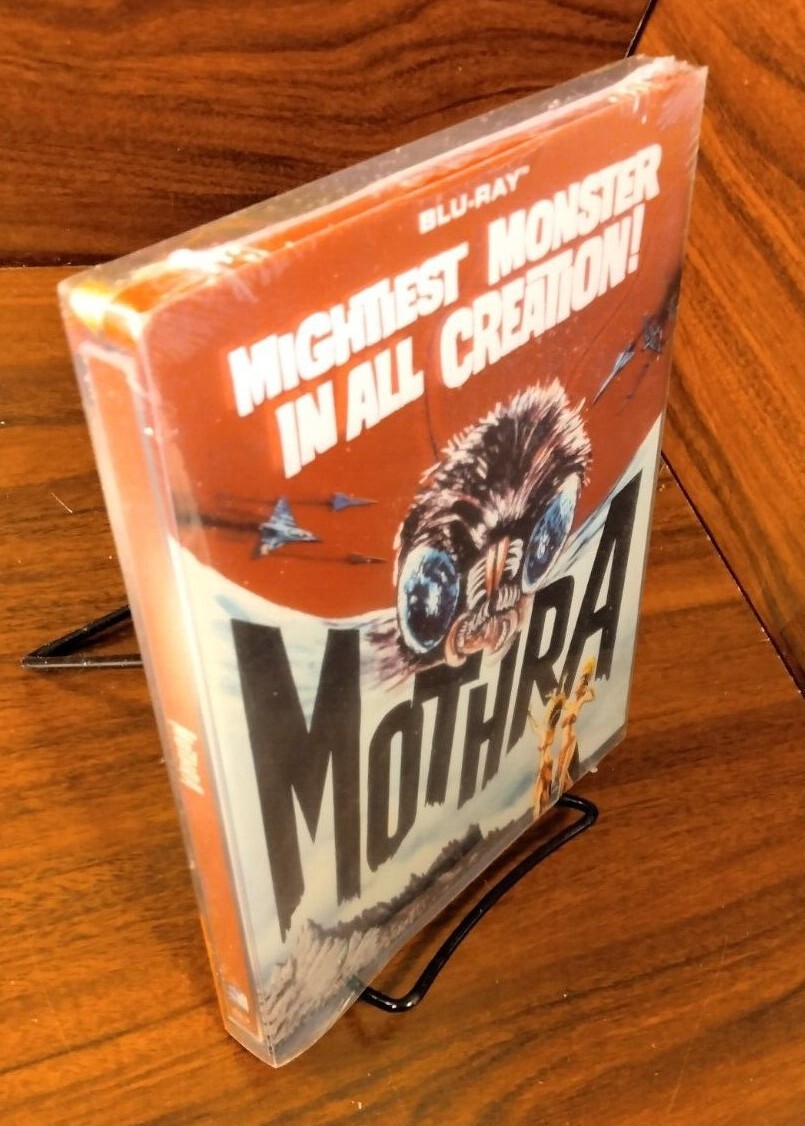 BLU-RAY™
MIGHTIEST MONSTER
IN ALL CREATION!
MOTHRA